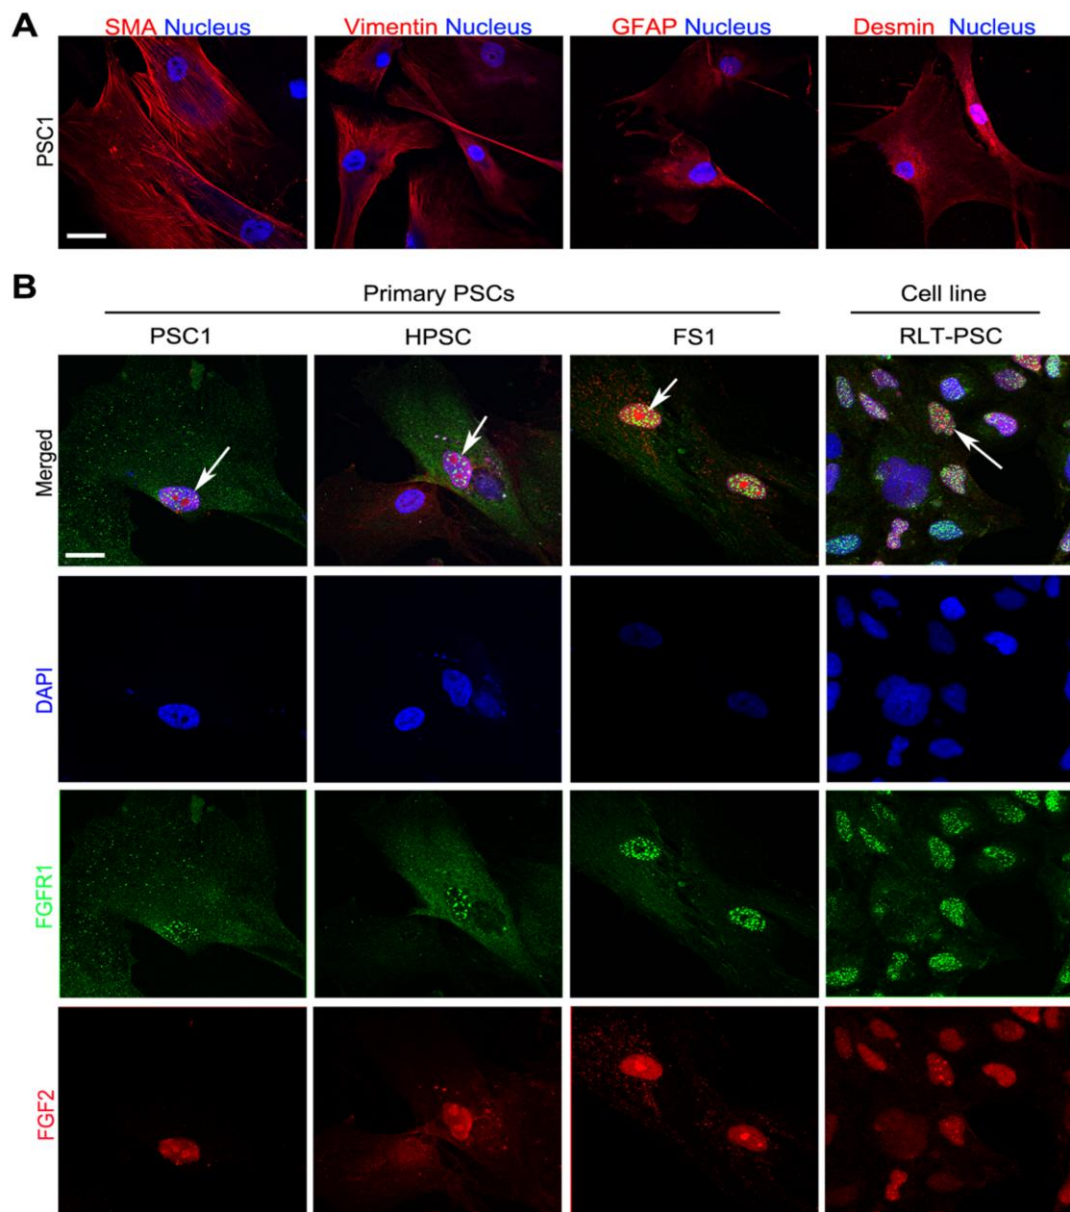 A
SMA Nucleus Vimentin Nucleus GFAP Nucleus Desmin Nucleus
PSC1
B
Primary PSCs Cell line
PSC1 HPSC FS1 RLT-PSC
Merged
DAPI
FGFR1
FGF2